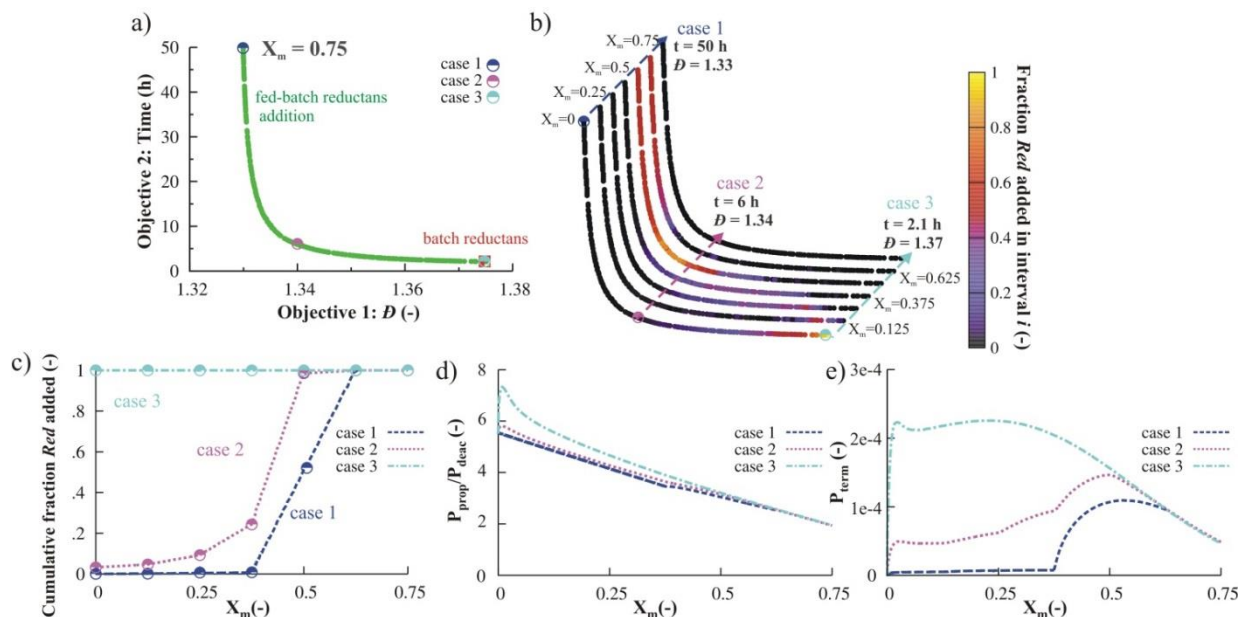 a)
X_m = 0.75
case 1
case 2
case 3
fed-batch reductans
addition
batch reductans
50
40
30
20
10
0
1.32
1.34
1.36
1.38
Objective 2: Time (h)
Objective 1: Đ (-)
b)
case 1
t = 50 h
Đ = 1.33
X_m=0.75
X_m=0.5
X_m=0.25
X_m=0
case 2
t = 6 h
Đ = 1.34
case 3
t = 2.1 h
Đ = 1.37
X_m=0.625
X_m=0.375
X_m=0.125
1
0.8
0.6
0.4
0.2
0
Fraction Red added in interval i (-)
c)
1
.8
.6
.4
.2
0
case 3
case 2
case 1
case 1
case 2
case 3
0
0.25
0.50
0.75
Cumulative fraction Red added (-)
X_m(-)
d)
8
6
4
2
0
case 1
case 2
case 3
0
0.25
0.50
0.75
P_prop/P_deac (-)
X_m(-)
e)
3e-4
2e-4
1e-4
0
case 1
case 2
case 3
0
0.25
0.50
0.75
P_term (-)
X_m(-)